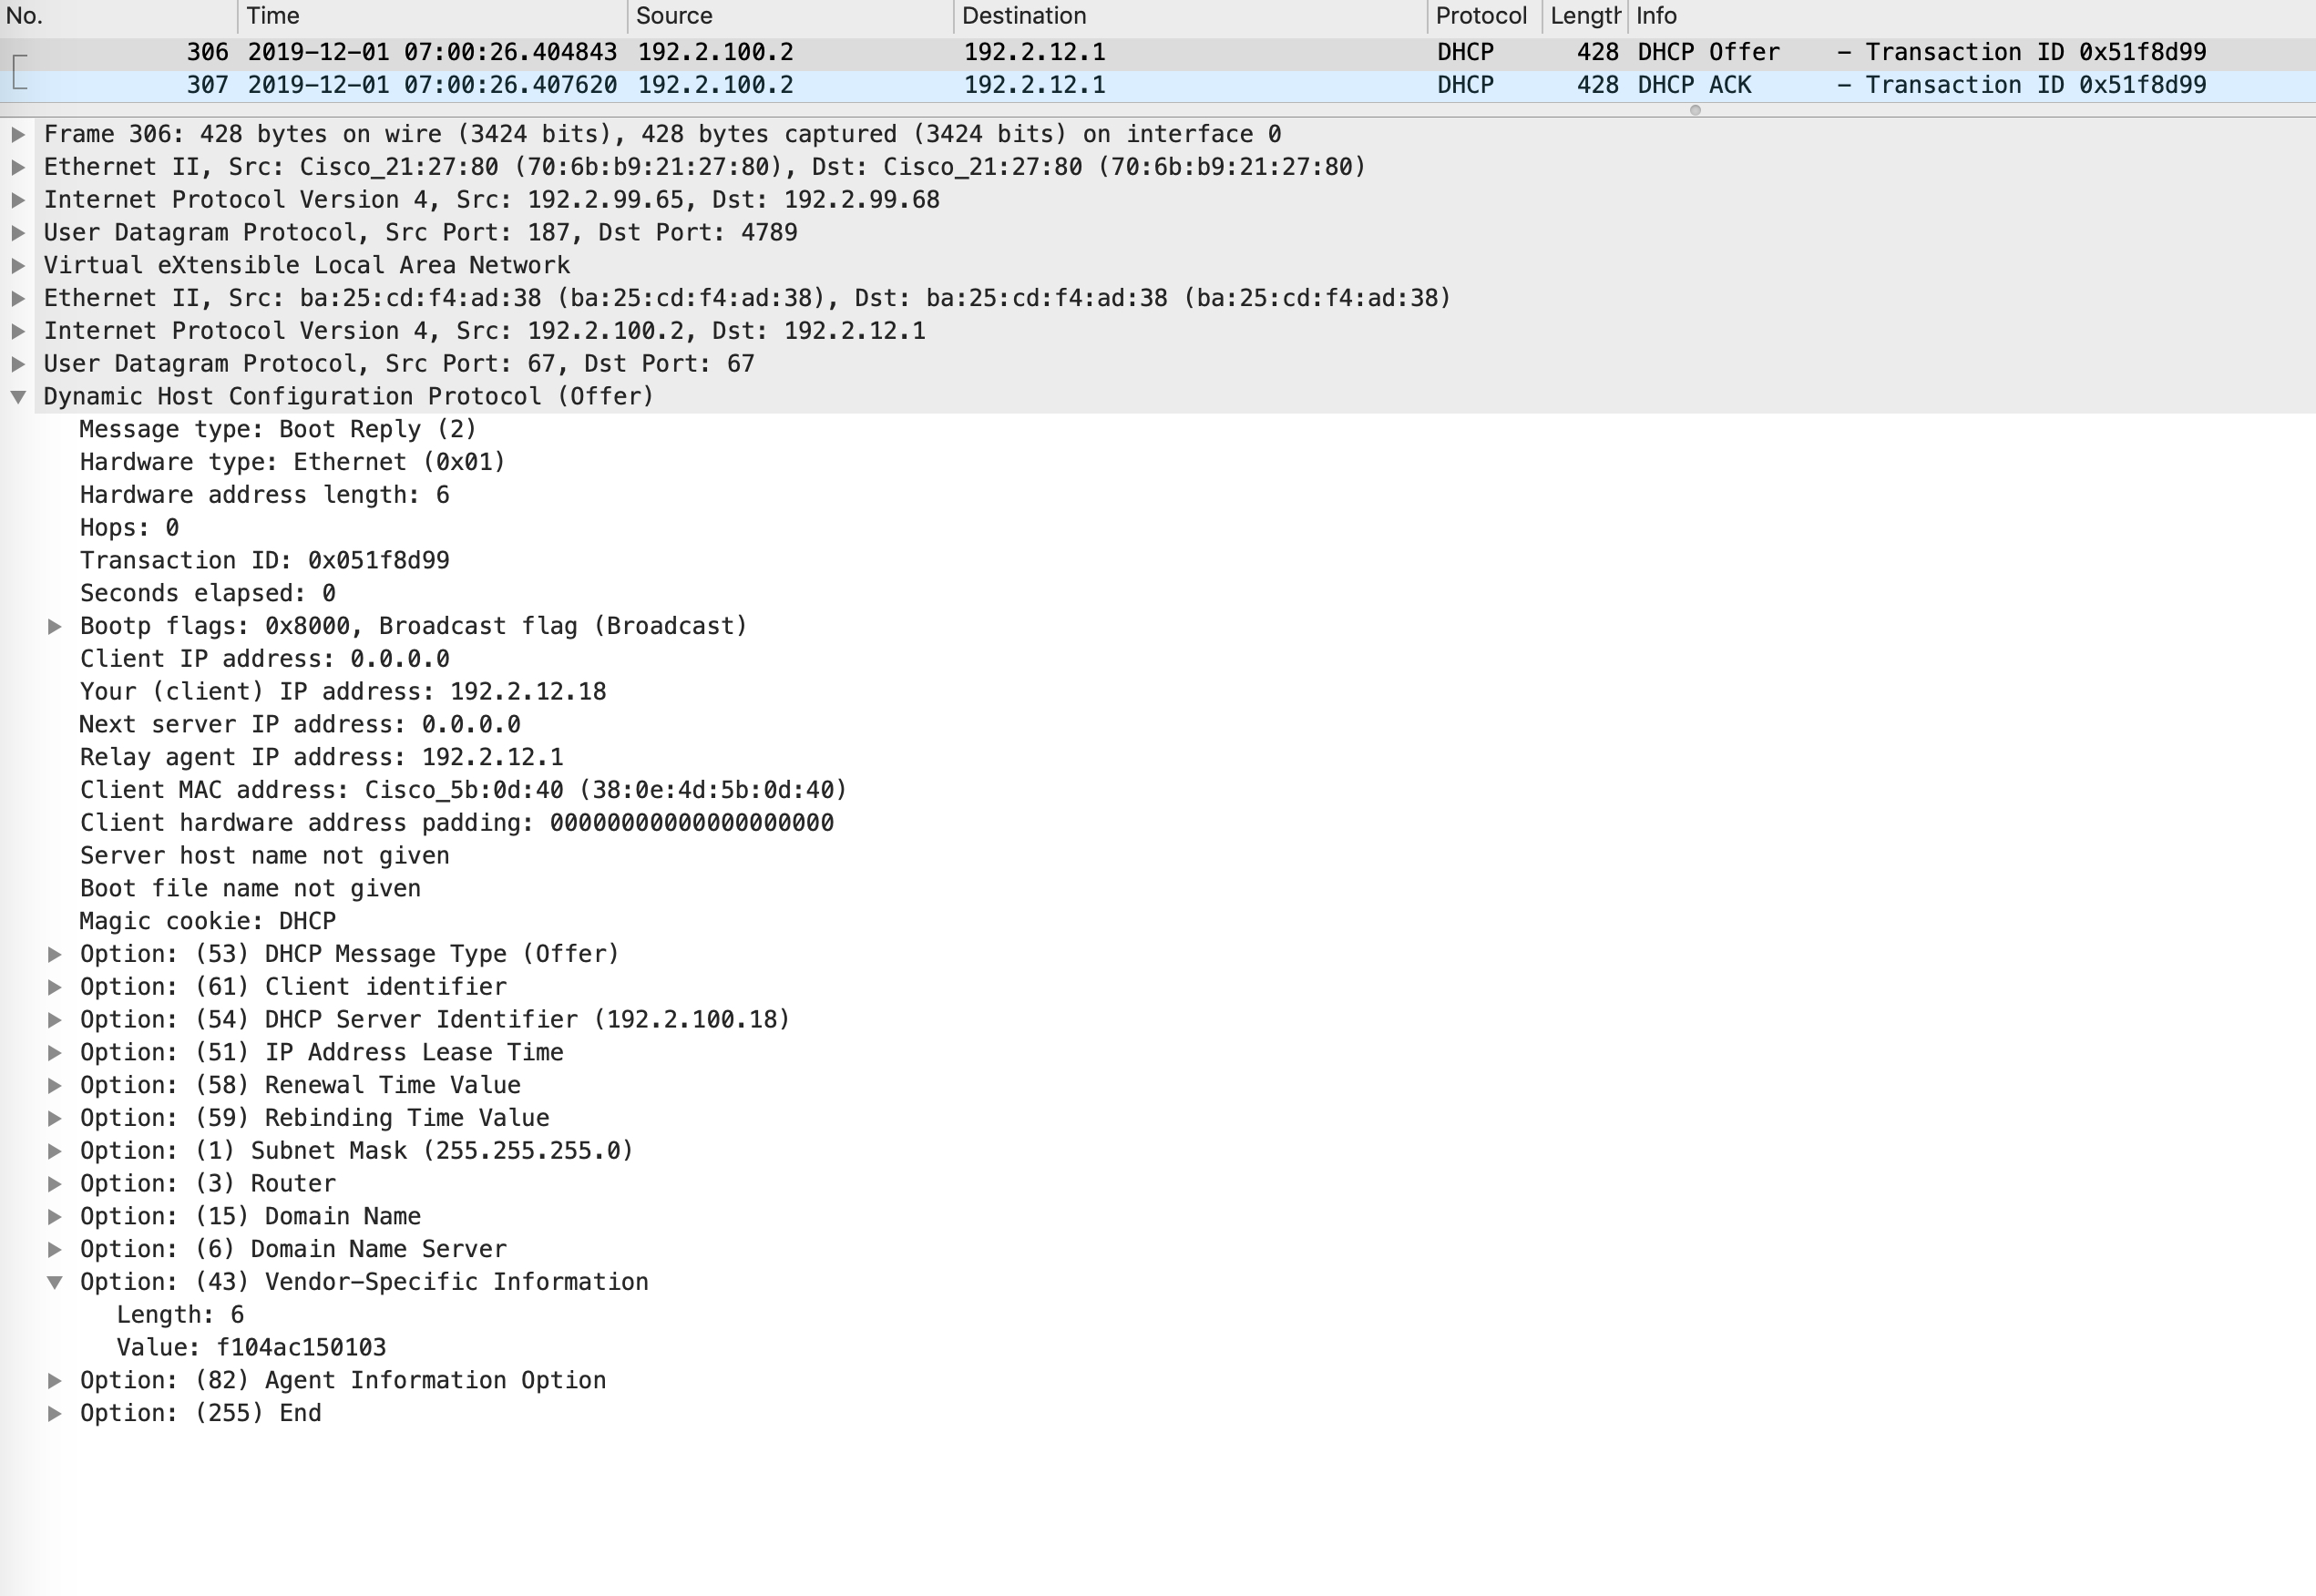 No. Time Source Destination Protocol Length Info
306 2019-12-01 07:00:26.404843 192.2.100.2 192.2.12.1 DHCP 428 DHCP Offer - Transaction ID 0x51f8d99
307 2019-12-01 07:00:26.407620 192.2.100.2 192.2.12.1 DHCP 428 DHCP ACK - Transaction ID 0x51f8d99
Frame 306: 428 bytes on wire (3424 bits), 428 bytes captured (3424 bits) on interface 0
Ethernet II, Src: Cisco_21:27:80 (70:6b:b9:21:27:80), Dst: Cisco_21:27:80 (70:6b:b9:21:27:80)
Internet Protocol Version 4, Src: 192.2.99.65, Dst: 192.2.99.68
User Datagram Protocol, Src Port: 187, Dst Port: 4789
Virtual eXtensible Local Area Network
Ethernet II, Src: ba:25:cd:f4:ad:38 (ba:25:cd:f4:ad:38), Dst: ba:25:cd:f4:ad:38 (ba:25:cd:f4:ad:38)
Internet Protocol Version 4, Src: 192.2.100.2, Dst: 192.2.12.1
User Datagram Protocol, Src Port: 67, Dst Port: 67
Dynamic Host Configuration Protocol (Offer)
Message type: Boot Reply (2)
Hardware type: Ethernet (0x01)
Hardware address length: 6
Hops: 0
Transaction ID: 0x051f8d99
Seconds elapsed: 0
Bootp flags: 0x8000, Broadcast flag (Broadcast)
Client IP address: 0.0.0.0
Your (client) IP address: 192.2.12.18
Next server IP address: 0.0.0.0
Relay agent IP address: 192.2.12.1
Client MAC address: Cisco_5b:0d:40 (38:0e:4d:5b:0d:40)
Client hardware address padding: 00000000000000000000
Server host name not given
Boot file name not given
Magic cookie: DHCP
Option: (53) DHCP Message Type (Offer)
Option: (61) Client identifier
Option: (54) DHCP Server Identifier (192.2.100.18)
Option: (51) IP Address Lease Time
Option: (58) Renewal Time Value
Option: (59) Rebinding Time Value
Option: (1) Subnet Mask (255.255.255.0)
Option: (3) Router
Option: (15) Domain Name
Option: (6) Domain Name Server
Option: (43) Vendor-Specific Information
Length: 6
Value: f104ac150103
Option: (82) Agent Information Option
Option: (255) End